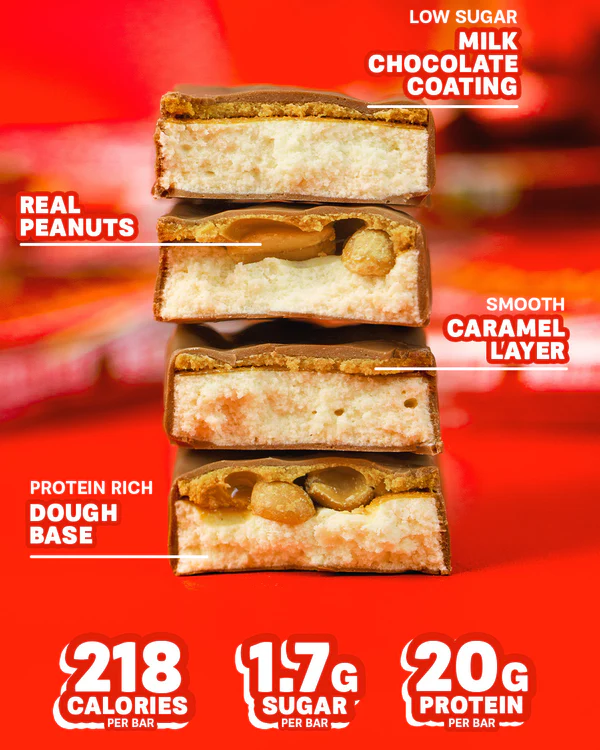 LOW SUGAR
MILK
CHOCOLATE
COATING
REAL
PEANUTS
SMOOTH
CARAMEL
LAYER
PROTEIN RICH
DOUGH
BASE
218
CALORIES
PER BAR
1.7G
SUGAR
PER BAR
20G
PROTEIN
PER BAR